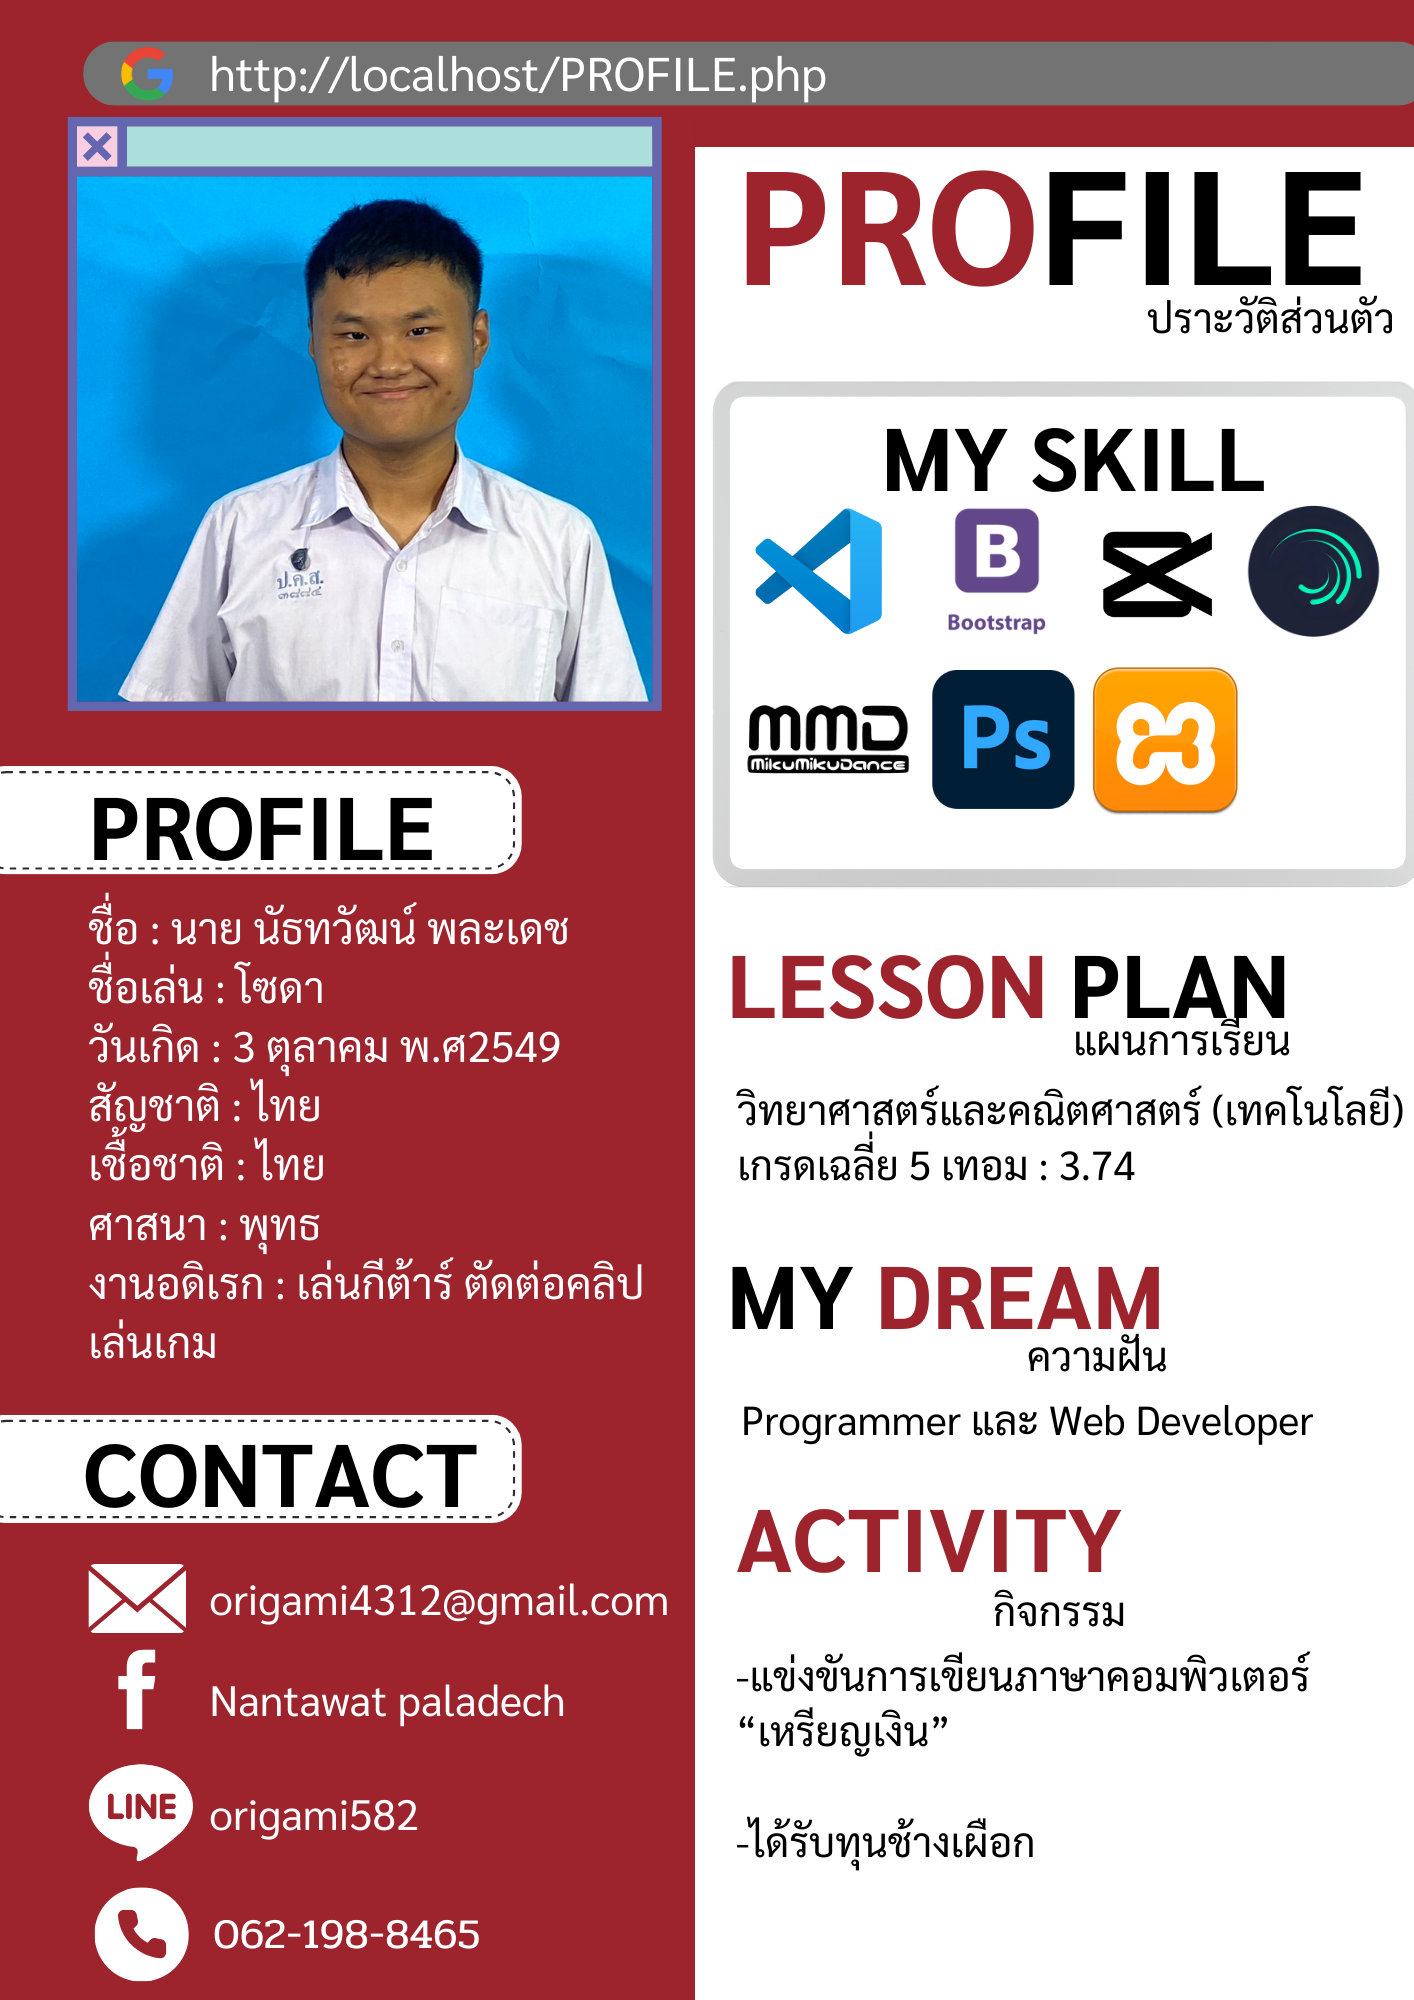 http://localhost/PROFILE.php
ป.ค.ส.
๓๘๘๔
PROFILE
ชื่อ : นาย นัธทวัฒน์ พละเดช
ชื่อเล่น : โซดา
วันเกิด : 3 ตุลาคม พ.ศ2549
สัญชาติ : ไทย
เชื้อชาติ : ไทย
ศาสนา : พุทธ
งานอดิเรก : เล่นกีต้าร์ ตัดต่อคลิป
เล่นเกม
CONTACT
origami4312@gmail.com
Nantawat paladech
LINE
origami582
062-198-8465
PROFILE
ปราะวัติส่วนตัว
MY SKILL
B
Bootstrap
MMD
MikuMikuDance
Ps
LESSON PLAN
แผนการเรียน
วิทยาศาสตร์และคณิตศาสตร์ (เทคโนโลยี)
เกรดเฉลี่ย 5 เทอม : 3.74
MY DREAM
ความฝัน
Programmer และ Web Developer
ACTIVITY
กิจกรรม
-แข่งขันการเขียนภาษาคอมพิวเตอร์
“เหรียญเงิน”
-ได้รับทุนช้างเผือก